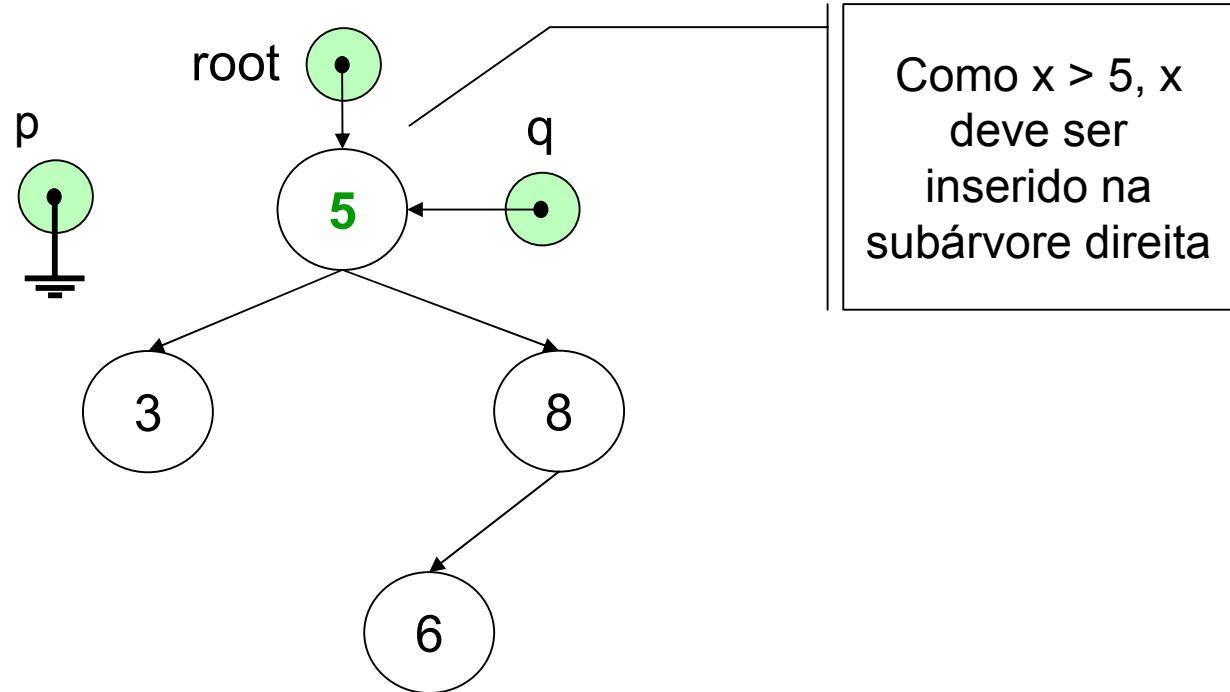 root
p
q
5
3
8
6
Como x > 5, x
deve ser
inserido na
subárvore direita